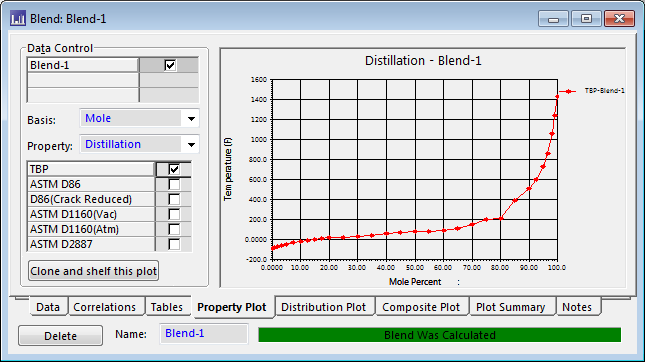 Blend: Blend-1
Data Control
Blend-1
Basis: Mole
Property: Distillation
TBP
ASTM D86
D86(Crack Reduced)
ASTM D1160(Vac)
ASTM D1160(Atm)
ASTM D2887
Clone and shelf this plot
Distillation - Blend-1
1600
1400
1200
1000
800.0
600.0
400.0
200.0
0.0000
-200.0
Temperature (F)
0.0000 10.00 20.00 30.00 40.00 50.00 60.00 70.00 80.00 90.00 100.0
Mole Percent :
TBP-Blend-1
Data Correlations Tables Property Plot Distribution Plot Composite Plot Plot Summary Notes
Delete Name: Blend-1 Blend Was Calculated